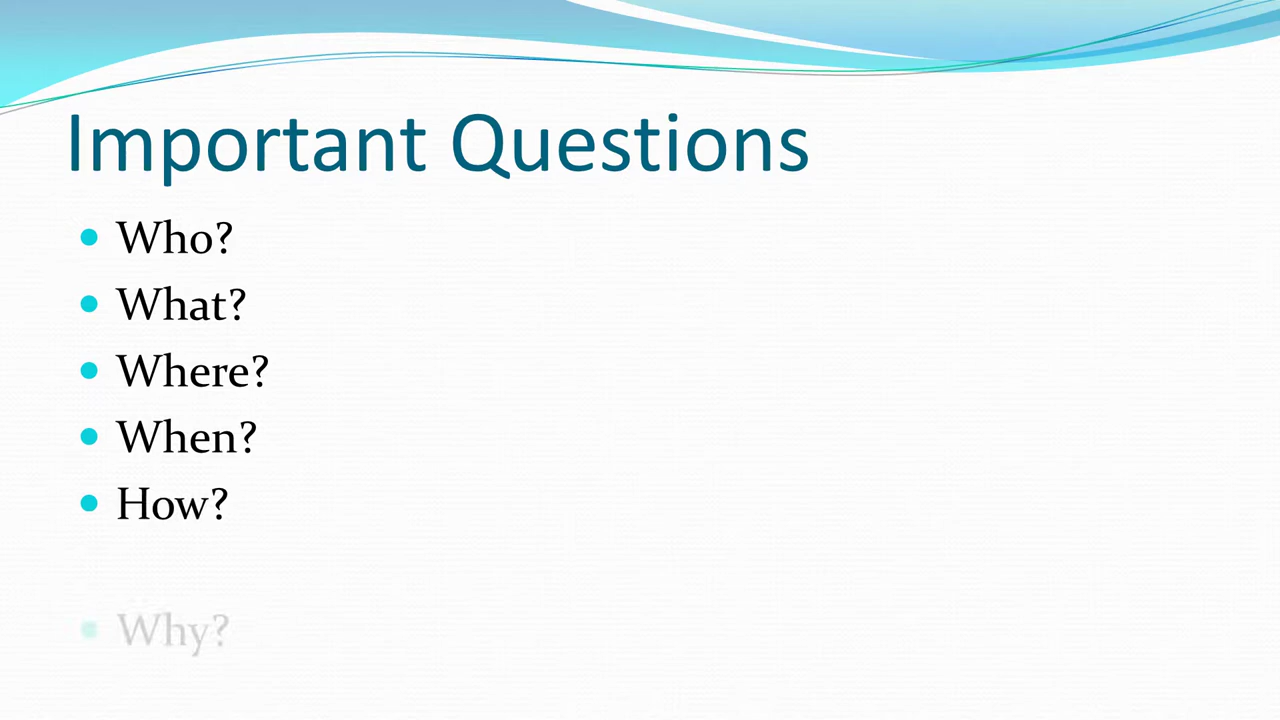 Important Questions
Who?
What?
Where?
When?
How?
Why?